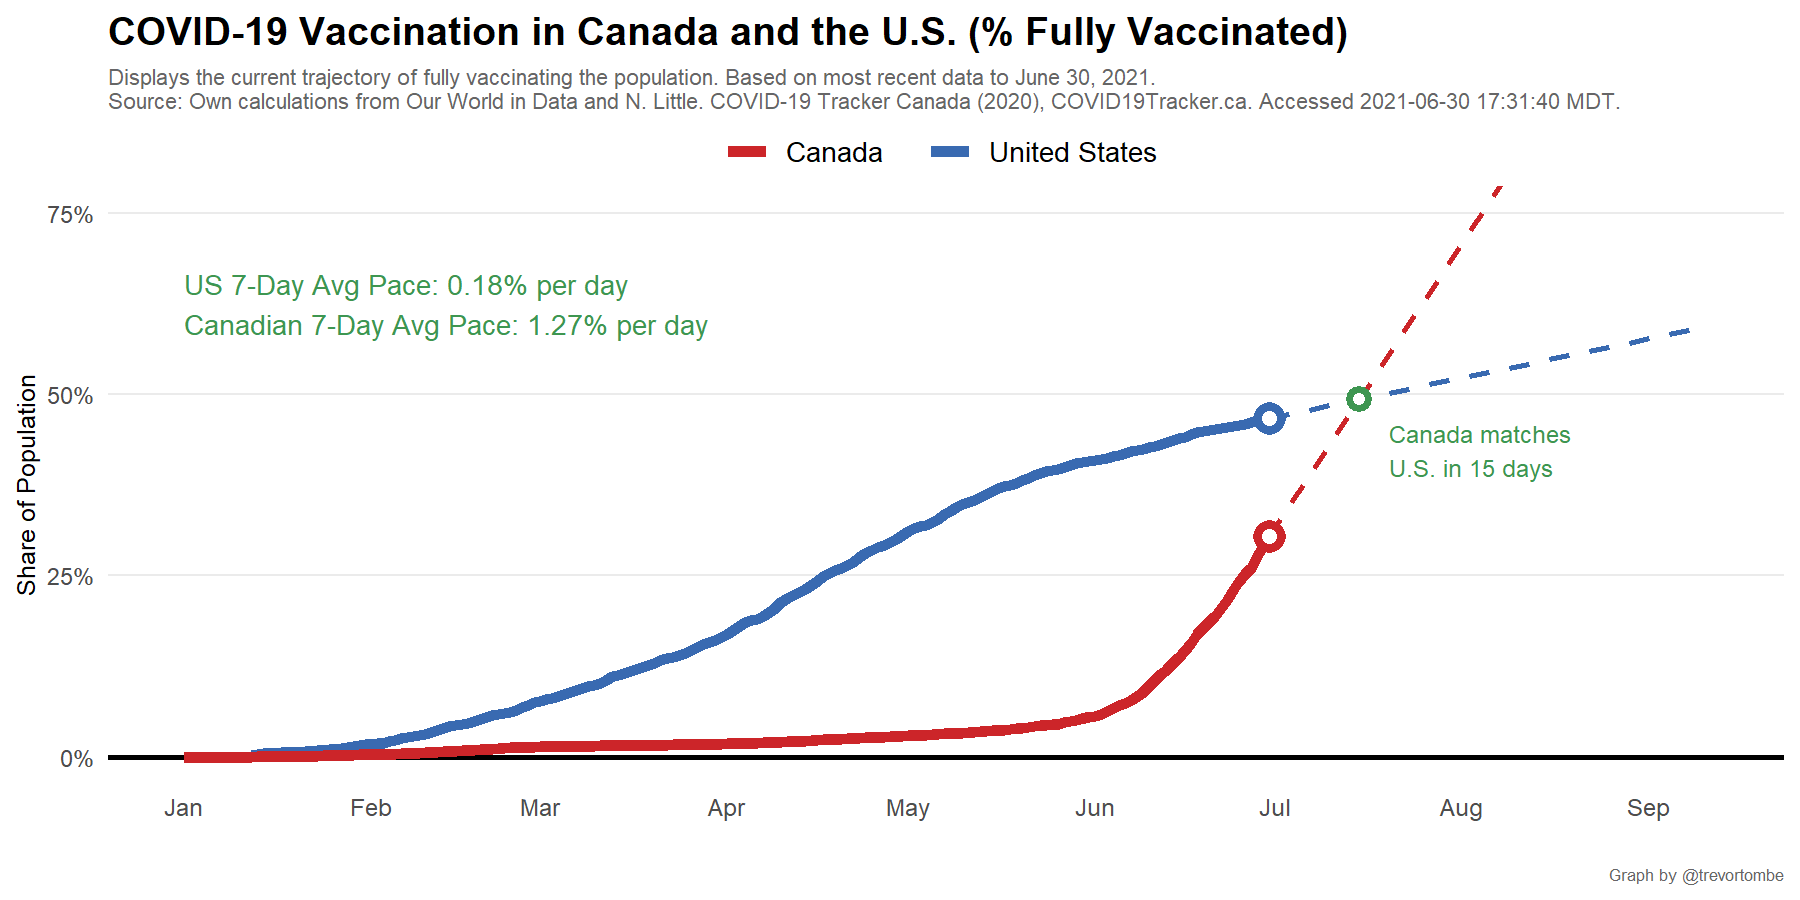 COVID-19 Vaccination in Canada and the U.S. (% Fully Vaccinated)
Displays the current trajectory of fully vaccinating the population. Based on most recent data to June 30, 2021.
Source: Own calculations from Our World in Data and N. Little. COVID-19 Tracker Canada (2020), COVID19Tracker.ca. Accessed 2021-06-30 17:31:40 MDT.
Canada
United States
Share of Population
75%
50%
25%
0%
US 7-Day Avg Pace: 0.18% per day
Canadian 7-Day Avg Pace: 1.27% per day
Canada matches
U.S. in 15 days
Jan
Feb
Mar
Apr
May
Jun
Jul
Aug
Sep
Graph by @trevortombe